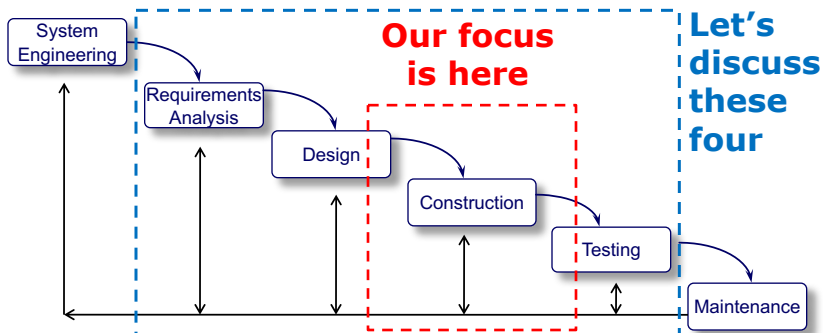 System
Engineering
Our focus
is here
Let's
discuss
these
four
Requirements
Analysis
Design
Construction
Testing
Maintenance